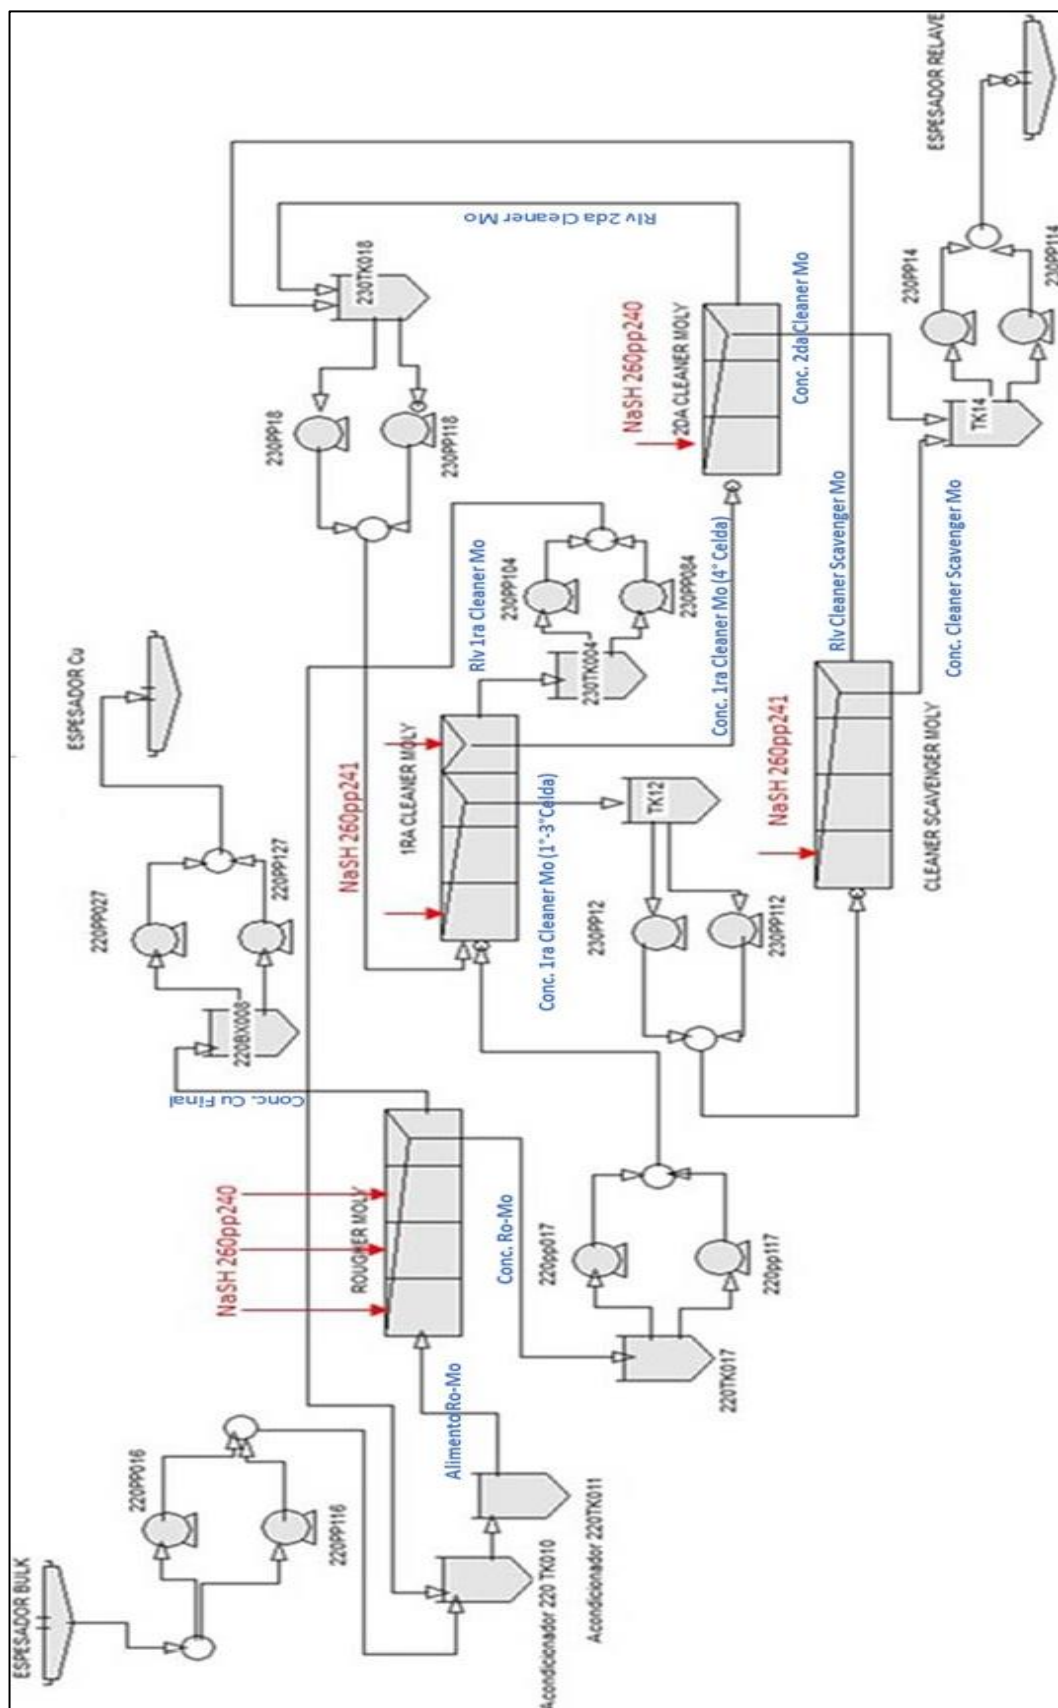 ESPESADOR BULK
220PP016
220PP116
Acondicionador 220 TK010
Acondicionador 220TK011
Alimento Ro-Mo
NaSH 260pp240
ROUGHER MOLY
Conc. Cu Final
Conc. Ro-Mo
220TK017
220pp017
220pp117
220BX008
220PP027
220PP127
ESPESADOR Cu
NaSH 260pp241
1RA CLEANER MOLY
Conc. 1ra Cleaner Mo (1°-3°Celda)
Rlv 1ra Cleaner Mo
230TK004
230PP104
230PP084
Conc. 1ra Cleaner Mo (4° Celda)
TK12
230PP12
230PP112
NaSH 260pp241
CLEANER SCAVENGER MOLY
Rlv Cleaner Scavenger Mo
Conc. Cleaner Scavenger Mo
230PP18
230PP118
230TK018
Rlv 2da Cleaner Mo
NaSH 260pp240
2DA CLEANER MOLY
Conc. 2da Cleaner Mo
TK14
230PP14
230PP114
ESPESADOR RELAVE